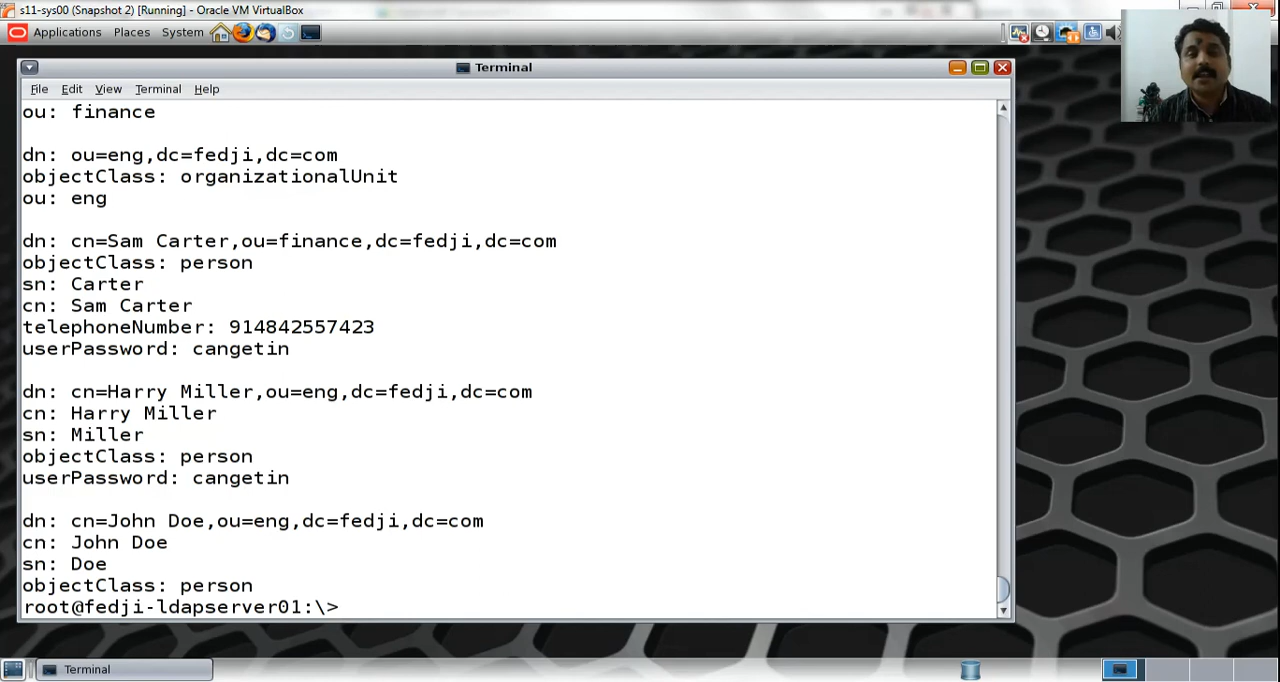 s11-sys00 (Snapshot 2) [Running] - Oracle VM VirtualBox
Applications Places System
Terminal
File Edit View Terminal Help
ou: finance
dn: ou=eng,dc=fedji,dc=com
objectClass: organizationalUnit
ou: eng
dn: cn=Sam Carter,ou=finance,dc=fedji,dc=com
objectClass: person
sn: Carter
cn: Sam Carter
telephoneNumber: 914842557423
userPassword: cangetin
dn: cn=Harry Miller,ou=eng,dc=fedji,dc=com
cn: Harry Miller
sn: Miller
objectClass: person
userPassword: cangetin
dn: cn=John Doe,ou=eng,dc=fedji,dc=com
cn: John Doe
sn: Doe
objectClass: person
root@fedji-ldapserver01:\>
Terminal